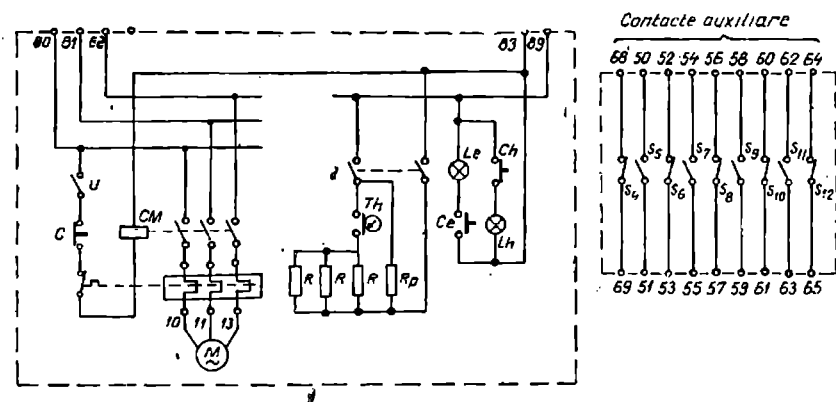 Contacte auxiliare
80 81 82 83 89
68 50 52 54 56 58 60 62 64
U
C
CM
d
Th
Le
Ch
Ce
Lh
R R R Rp
S4 S5 S6 S7 S8 S9 S10 S11 S12
10 11 13
M
~
69 51 53 55 57 59 61 63 65